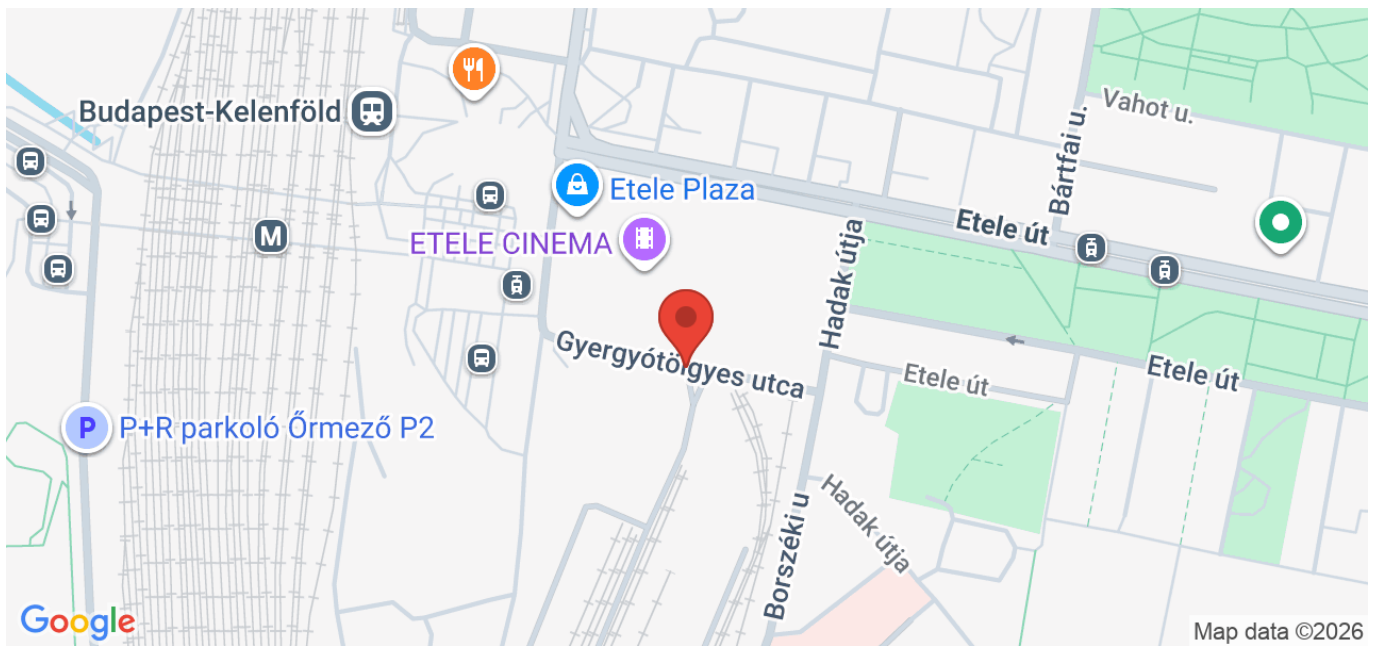 Vahot u.
Budapest-Kelenföld
Bártfai u.
Etele Plaza
Etele út
ETELE CINEMA
M
Hadak útja
Gyergyótölgyes utca
Etele út
Etele út
P
P+R parkoló Őrmező P2
Hadak útja
Borszéki u
Google
Map data ©2026